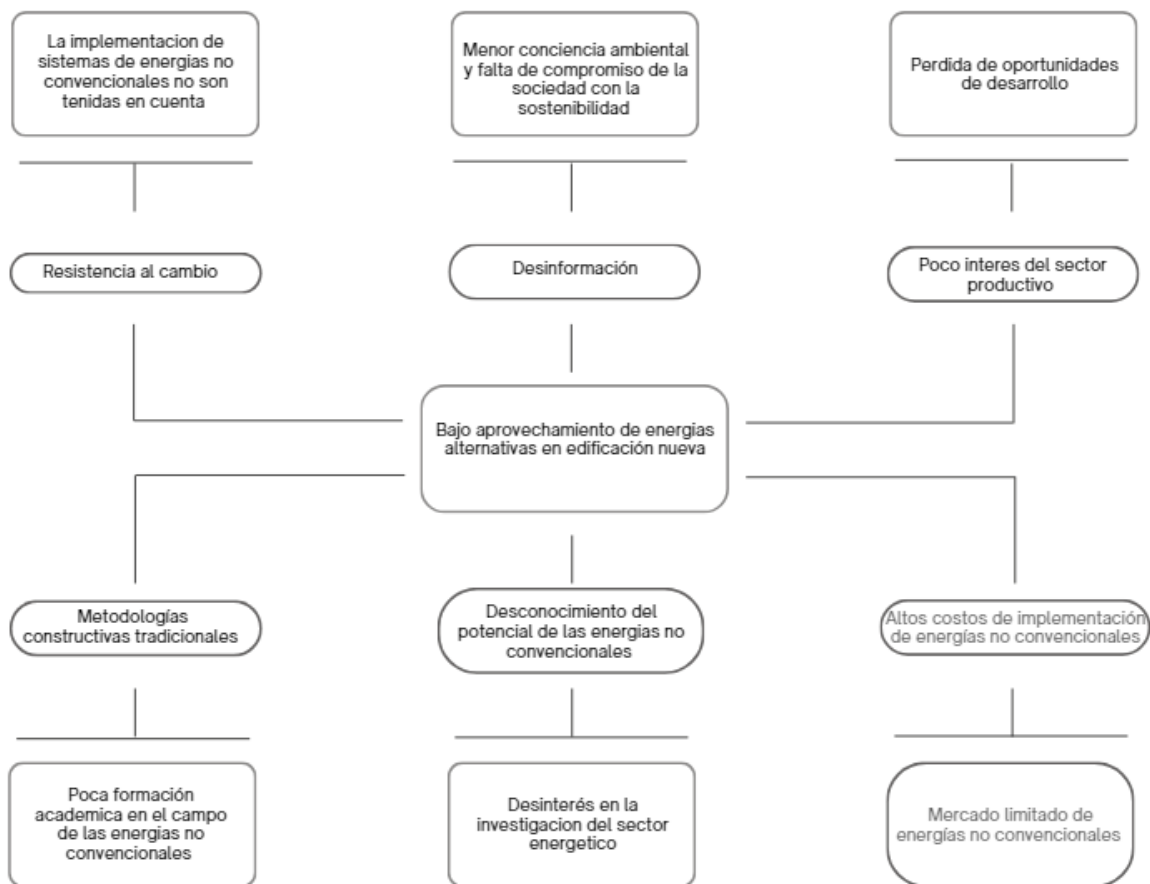 La implementacion de
sistemas de energias no
convencionales no son
tenidas en cuenta
Menor conciencia ambiental
y falta de compromiso de la
sociedad con la
sostenibilidad
Perdida de oportunidades
de desarrollo
Resistencia al cambio
Desinformación
Poco interes del sector
productivo
Bajo aprovechamiento de energias
alternativas en edificación nueva
Metodologías
constructivas tradicionales
Desconocimiento del
potencial de las energias no
convencionales
Altos costos de implementación
de energías no convencionales
Poca formación
academica en el campo
de las energias no
convencionales
Desinterés en la
investigacion del sector
energetico
Mercado limitado de
energías no convencionales